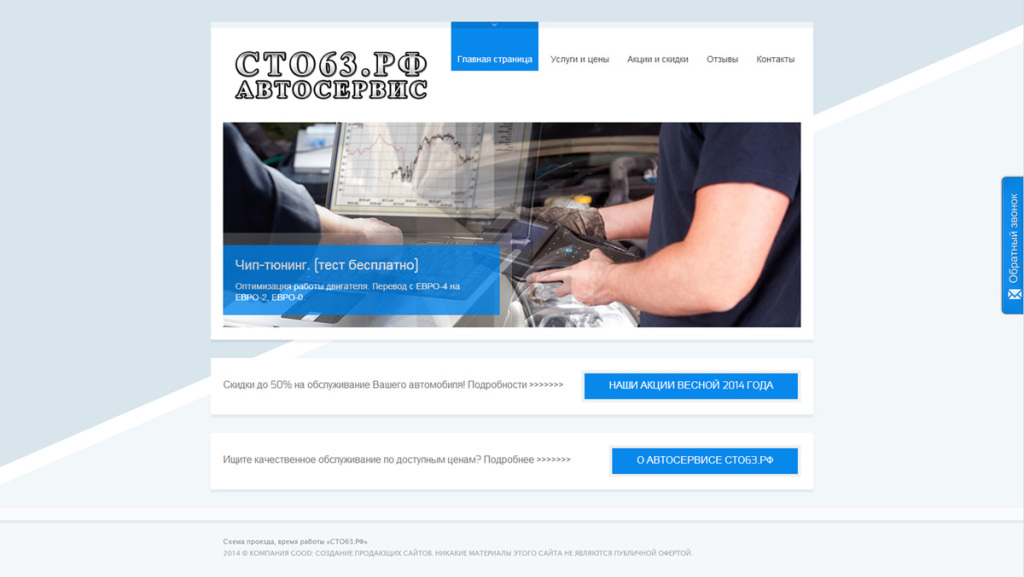 СТО63.РФ
АВТОСЕРВИС
Главная страница
Услуги и цены
Акции и скидки
Отзывы
Контакты
Чип-тюнинг. (тест бесплатно)
Оптимизация работы двигателя. Перевод с ЕВРО-4 на
ЕВРО-2, ЕВРО-0.
Обратный звонок
Скидки до 50% на обслуживание Вашего автомобиля! Подробности >>>>>>>
НАШИ АКЦИИ ВЕСНОЙ 2014 ГОДА
Ищите качественное обслуживание по доступным ценам? Подробнее >>>>>>>
О АВТОСЕРВИСЕ СТО63.РФ
Схема проезда, время работы «СТО63.РФ»
2014 © КОМПАНИЯ GOOD: СОЗДАНИЕ ПРОДАЮЩИХ САЙТОВ. НИКАКИЕ МАТЕРИАЛЫ ЭТОГО САЙТА НЕ ЯВЛЯЮТСЯ ПУБЛИЧНОЙ ОФЕРТОЙ.